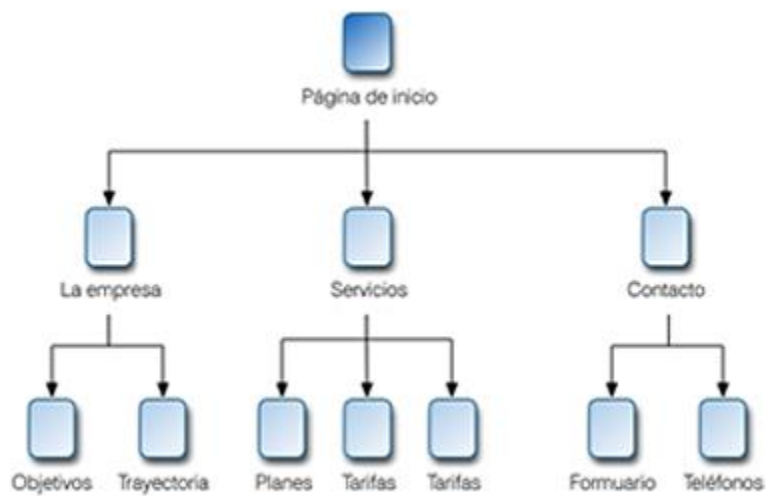 Página de inicio
La empresa
Servicios
Contacto
Objetivos
Trayectoria
Planes
Tarifas
Tarifas
Formuario
Teléfonos